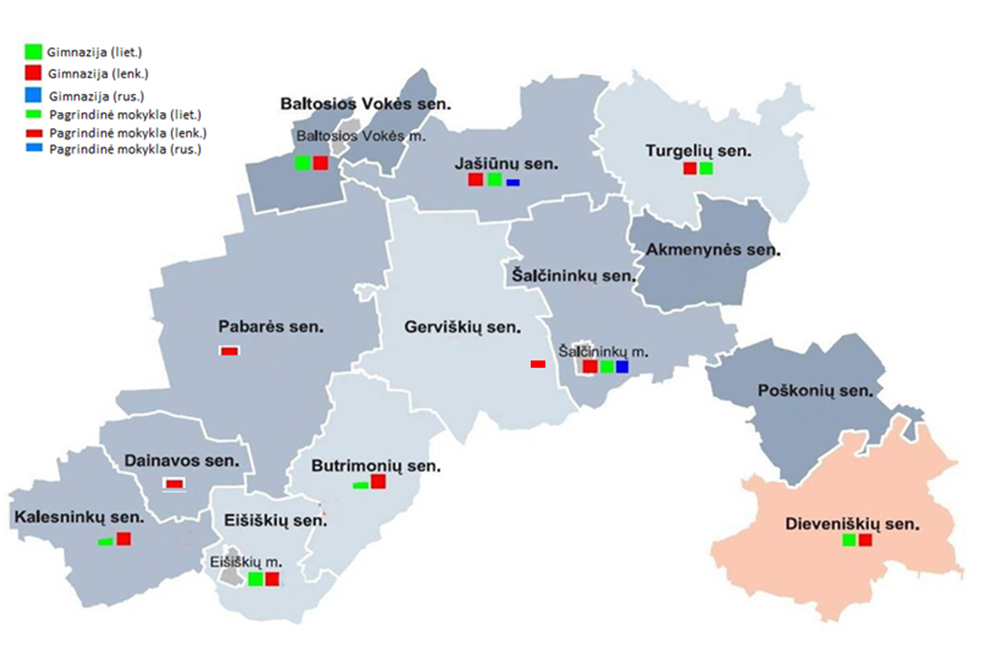 Gimnazija (liet.)
Gimnazija (lenk.)
Gimnazija (rus.)
Pagrindinė mokykla (liet.)
Pagrindinė mokykla (lenk.)
Pagrindinė mokykla (rus.)
Baltosios Vokės sen.
Baltosios Vokės m.
Jašiūnų sen.
Turgelių sen.
Akmenynės sen.
Šalčininkų sen.
Pabarės sen.
Gerviškių sen.
Šalčininkų m.
Poškonių sen.
Dainavos sen.
Butrimonių sen.
Kalesninkų sen.
Eišiškių sen.
Dieveniškių sen.
Eišiškių m.